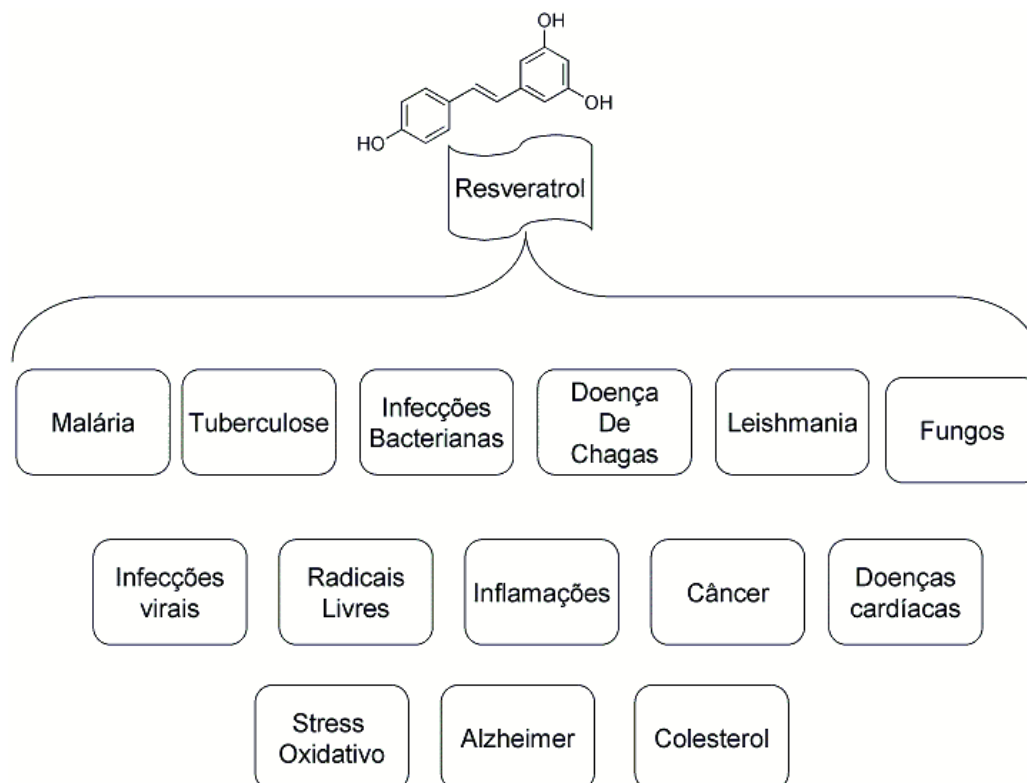 OH
OH
HO
Resveratrol
Malária
Tuberculose
Infecções
Bacterianas
Doença
De
Chagas
Leishmania
Fungos
Infecções
virais
Radicais
Livres
Inflamações
Câncer
Doenças
cardíacas
Stress
Oxidativo
Alzheimer
Colesterol